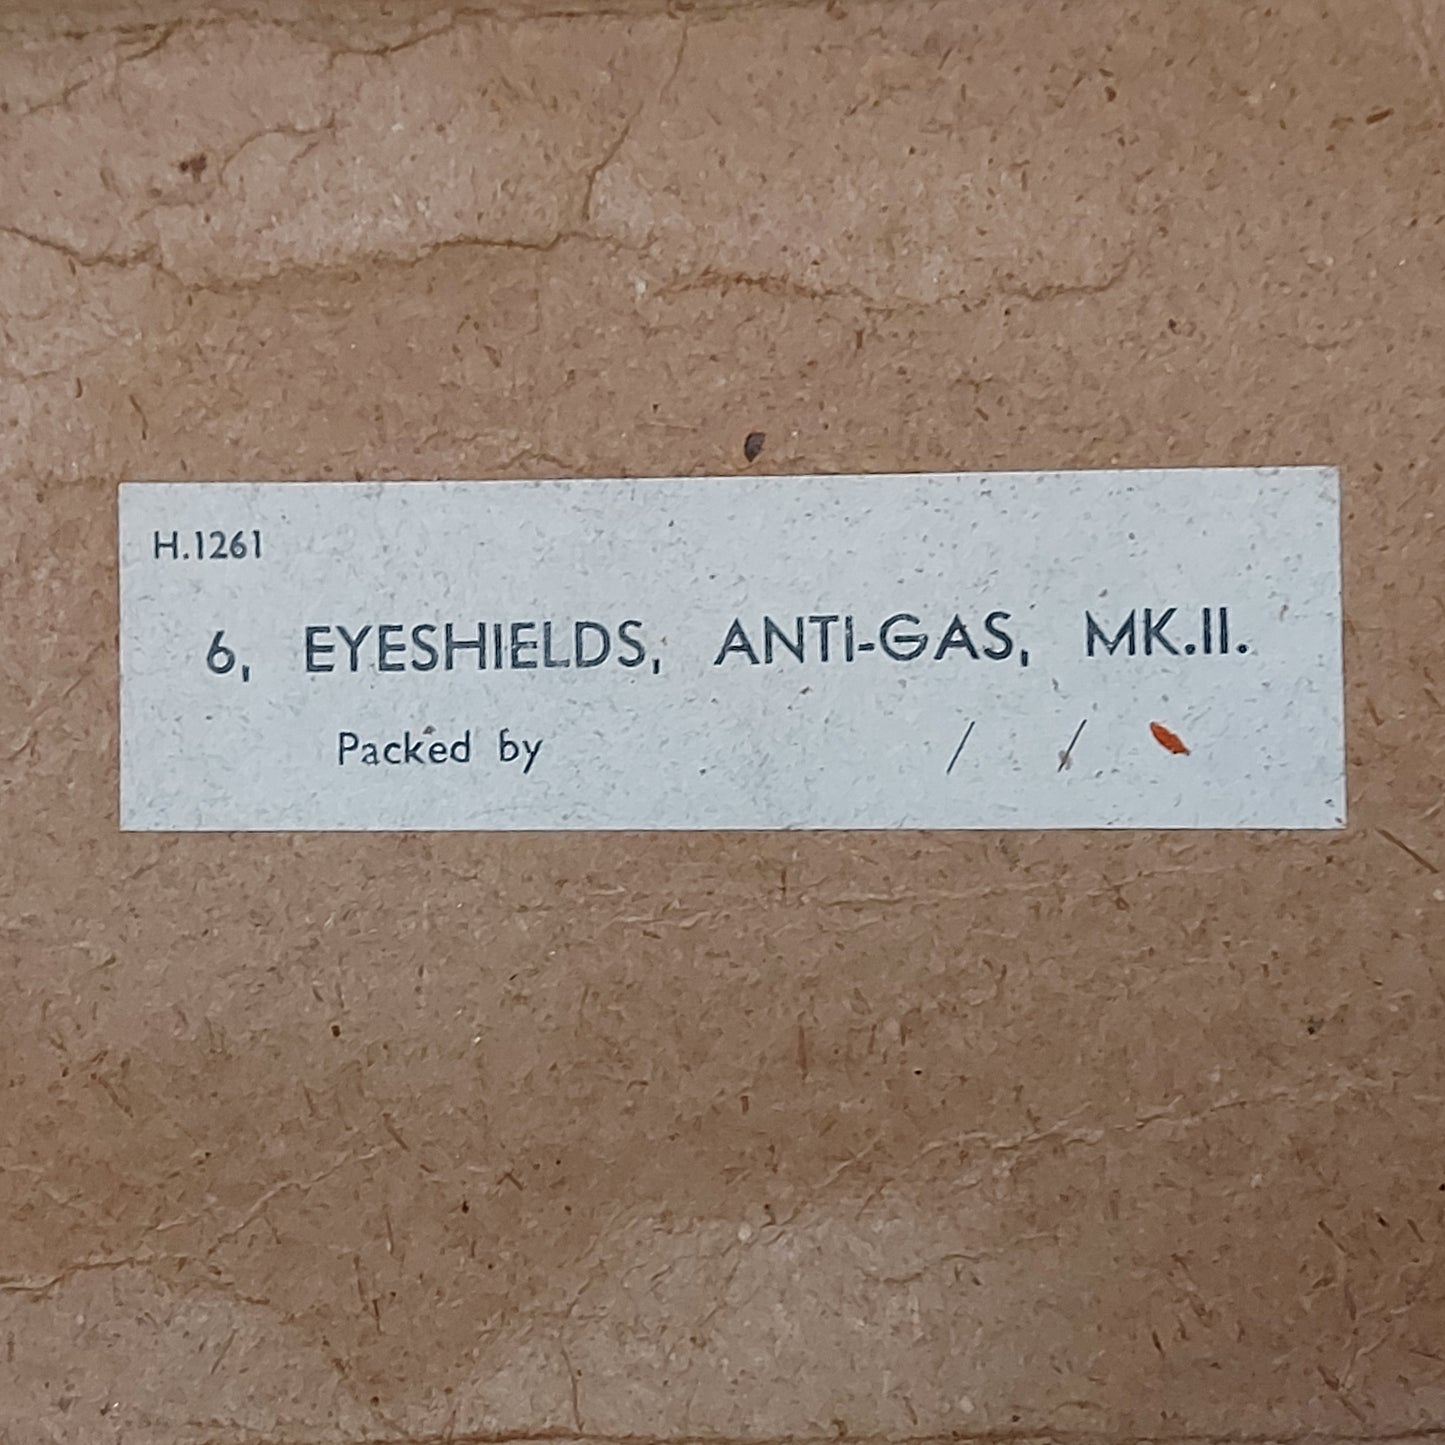 H.1261
6, EYESHIELDS, ANTI-GAS, MK.II.
Packed by / /